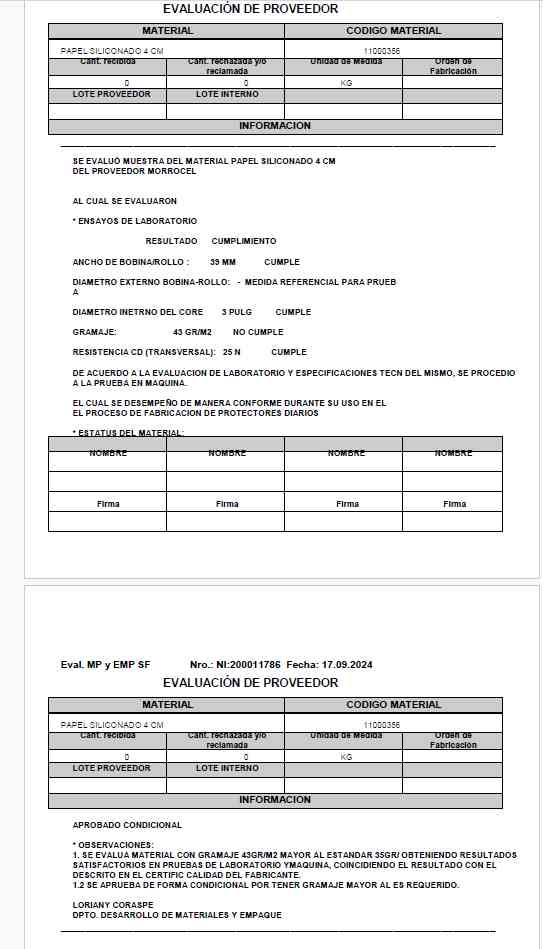 EVALUACIÓN DE PROVEEDOR
MATERIAL CODIGO MATERIAL
PAPEL SILICONADO 4 CM 11000356
Cant. recibida Cant. rechazada y/o reclamada Unidad de Medida Orden de Fabricación
0 0 KG
LOTE PROVEEDOR LOTE INTERNO
INFORMACION
SE EVALUÓ MUESTRA DEL MATERIAL PAPEL SILICONADO 4 CM
DEL PROVEEDOR MORROCEL
AL CUAL SE EVALUARON
* ENSAYOS DE LABORATORIO
RESULTADO CUMPLIMIENTO
ANCHO DE BOBINA/ROLLO : 39 MM CUMPLE
DIAMETRO EXTERNO BOBINA-ROLLO: - MEDIDA REFERENCIAL PARA PRUEB
A
DIAMETRO INETRNO DEL CORE 3 PULG CUMPLE
GRAMAJE: 43 GR/M2 NO CUMPLE
RESISTENCIA CD (TRANSVERSAL): 25 N CUMPLE
DE ACUERDO A LA EVALUACION DE LABORATORIO Y ESPECIFICACIONES TECN DEL MISMO, SE PROCEDIO
A LA PRUEBA EN MAQUINA.
EL CUAL SE DESEMPEÑO DE MANERA CONFORME DURANTE SU USO EN EL
EL PROCESO DE FABRICACION DE PROTECTORES DIARIOS
* ESTATUS DEL MATERIAL:
NOMBRE NOMBRE NOMBRE NOMBRE
Firma Firma Firma Firma
Eval. MP y EMP SF Nro.: NI:200011786 Fecha: 17.09.2024
EVALUACIÓN DE PROVEEDOR
MATERIAL CODIGO MATERIAL
PAPEL SILICONADO 4 CM 11000356
Cant. recibida Cant. rechazada y/o reclamada Unidad de Medida Orden de Fabricación
0 0 KG
LOTE PROVEEDOR LOTE INTERNO
INFORMACION
APROBADO CONDICIONAL
* OBSERVACIONES:
1. SE EVALUA MATERIAL CON GRAMAJE 43GR/M2 MAYOR AL ESTANDAR 35GR/ OBTENIENDO RESULTADOS
SATISFACTORIOS EN PRUEBAS DE LABORATORIO YMAQUINA, COINCIDIENDO EL RESULTADO CON EL
DESCRITO EN EL CERTIFIC CALIDAD DEL FABRICANTE.
1.2 SE APRUEBA DE FORMA CONDICIONAL POR TENER GRAMAJE MAYOR AL ES REQUERIDO.
LORIANY CORASPE
DPTO. DESARROLLO DE MATERIALES Y EMPAQUE